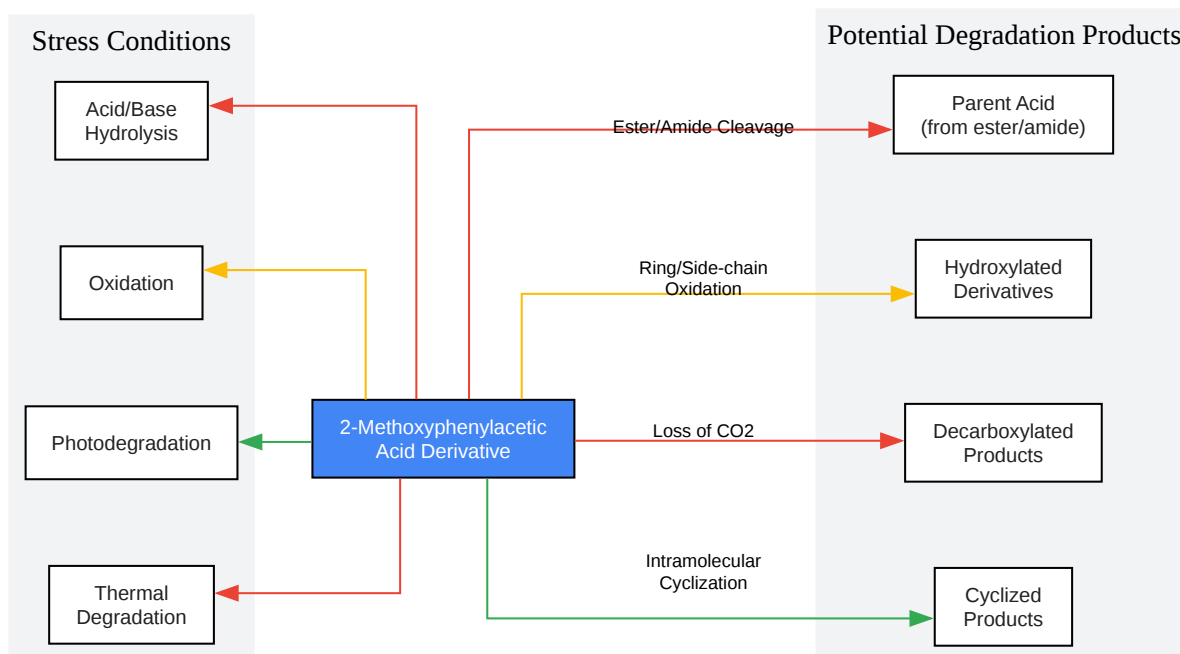 Stress Conditions
Acid/Base
Hydrolysis
Oxidation
Photodegradation
Thermal
Degradation
2-Methoxyphenylacetic
Acid Derivative
Ester/Amide Cleavage
Ring/Side-chain
Oxidation
Loss of CO2
Intramolecular
Cyclization
Potential Degradation Products
Parent Acid
(from ester/amide)
Hydroxylated
Derivatives
Decarboxylated
Products
Cyclized
Products